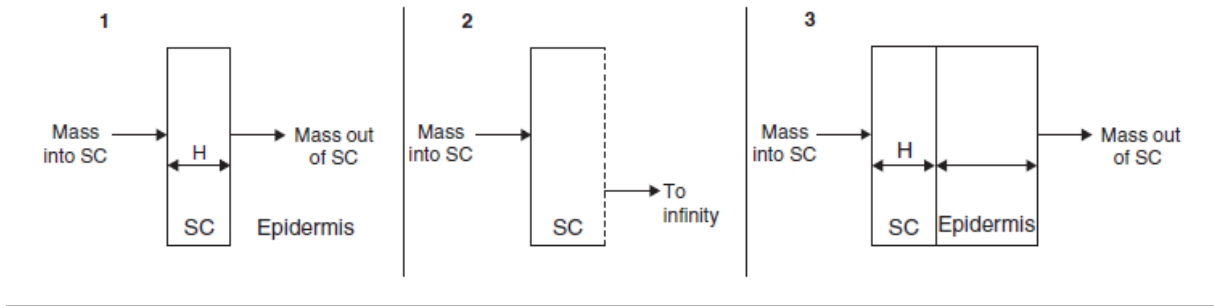 1
Mass
into SC
H
Mass out
of SC
SC
Epidermis
2
Mass
into SC
To
infinity
SC
3
Mass
into SC
H
Mass out
of SC
SC
Epidermis